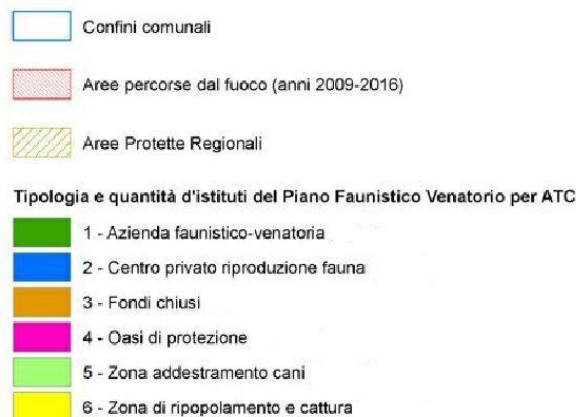 Confini comunali
Aree percorse dal fuoco (anni 2009-2016)
Aree Protette Regionali
Tipologia e quantità d'istituti del Piano Faunistico Venatorio per ATC
1 - Azienda faunistico-venatoria
2 - Centro privato riproduzione fauna
3 - Fondi chiusi
4 - Oasi di protezione
5 - Zona addestramento cani
6 - Zona di ripopolamento e cattura